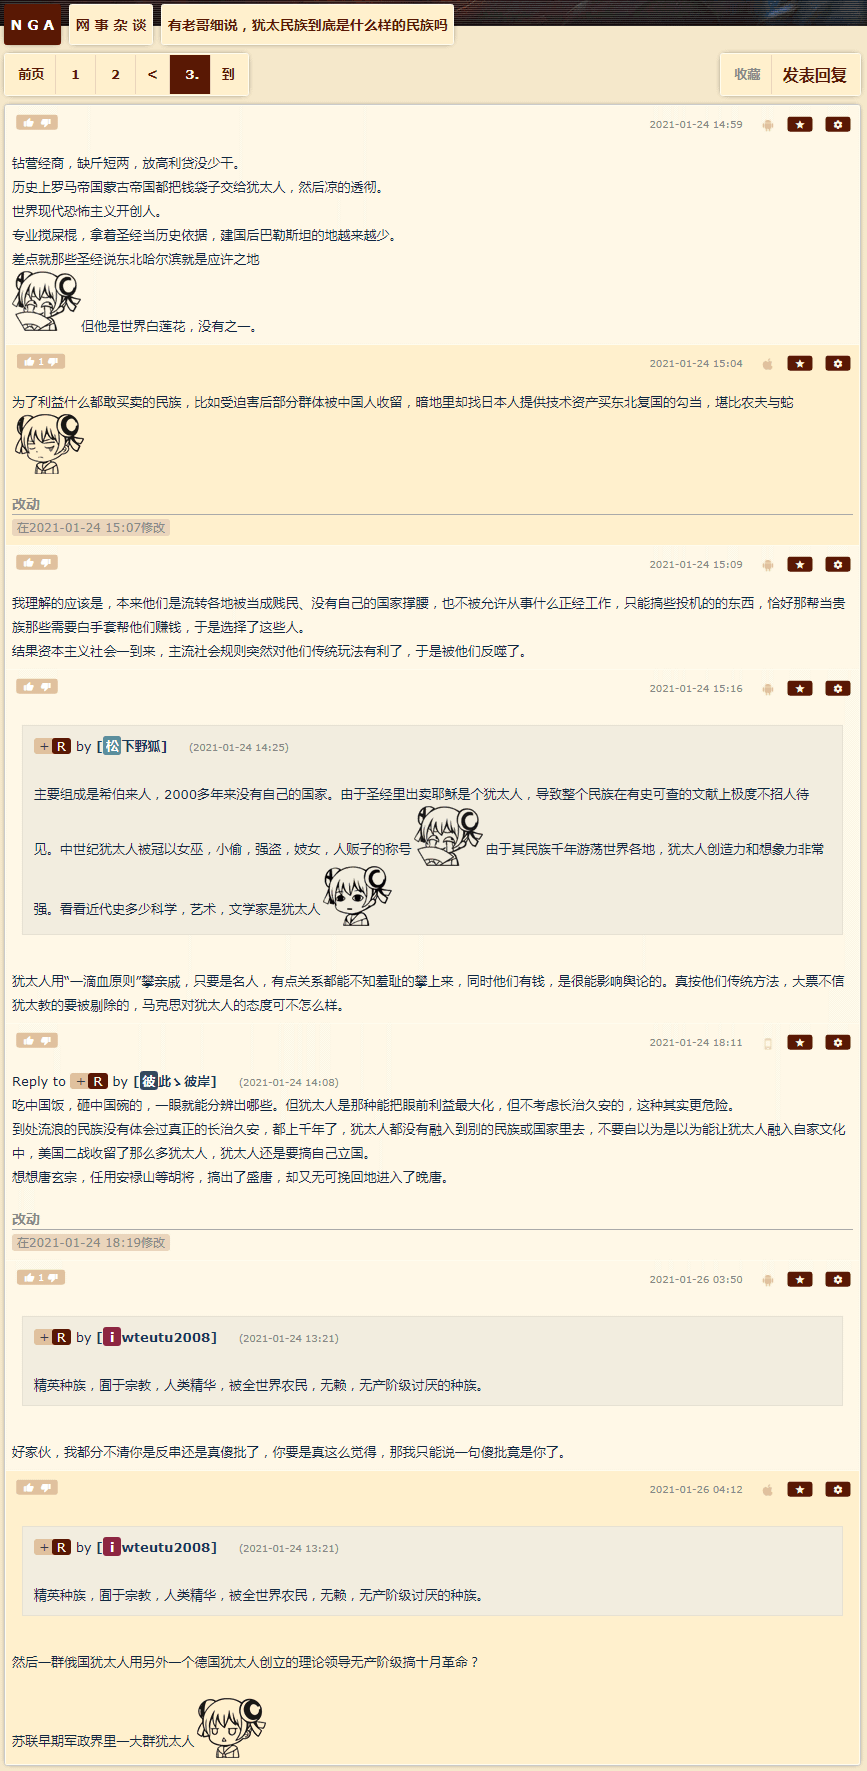 NGA 网事杂谈 有老哥细说，犹太民族到底是什么样的民族吗
前页 1 2 < 3. 到 收藏 发表回复
2021-01-24 14:59
钻营经商，缺斤短两，放高利贷没少干。
历史上罗马帝国蒙古帝国都把钱袋子交给犹太人，然后凉的透彻。
世界现代恐怖主义开创人。
专业搅屎棍，拿着圣经当历史依据，建国后巴勒斯坦的地越来越少。
差点就那些圣经说东北哈尔滨就是应许之地
但他是世界白莲花，没有之一。
1 2021-01-24 15:04
为了利益什么都敢买卖的民族，比如受迫害后部分群体被中国人收留，暗地里却找日本人提供技术资产买东北复国的勾当，堪比农夫与蛇
改动
在2021-01-24 15:07修改
2021-01-24 15:09
我理解的应该是，本来他们是流转各地被当成贱民、没有自己的国家撑腰，也不被允许从事什么正经工作，只能搞些投机的的东西，恰好那帮当贵
族那些需要白手套帮他们赚钱，于是选择了这些人。
结果资本主义社会一到来，主流社会规则突然对他们传统玩法有利了，于是被他们反噬了。
2021-01-24 15:16
+ R by [松下野狐] (2021-01-24 14:25)
主要组成是希伯来人，2000多年来没有自己的国家。由于圣经里出卖耶稣是个犹太人，导致整个民族在有史可查的文献上极度不招人待
见。中世纪犹太人被冠以女巫，小偷，强盗，妓女，人贩子的称号 由于其民族千年游荡世界各地，犹太人创造力和想象力非常
强。看看近代史多少科学，艺术，文学家是犹太人
犹太人用“一滴血原则”攀亲戚，只要是名人，有点关系都能不知羞耻的攀上来，同时他们有钱，是很能影响舆论的。真按他们传统方法，大票不信
犹太教的要被剔除的，马克思对犹太人的态度可不怎么样。
2021-01-24 18:11
Reply to + R by [彼此ゝ彼岸] (2021-01-24 14:08)
吃中国饭，砸中国碗的，一眼就能分辨出哪些。但犹太人是那种能把眼前利益最大化，但不考虑长治久安的，这种其实更危险。
到处流浪的民族没有体会过真正的长治久安，都上千年了，犹太人都没有融入到别的民族或国家里去，不要自以为是以为能让犹太人融入自家文化
中，美国二战收留了那么多犹太人，犹太人还是要搞自己立国。
想想唐玄宗，任用安禄山等胡将，搞出了盛唐，却又无可挽回地进入了晚唐。
改动
在2021-01-24 18:19修改
1 2021-01-26 03:50
+ R by [iwteutu2008] (2021-01-24 13:21)
精英种族，囿于宗教，人类精华，被全世界农民，无赖，无产阶级讨厌的种族。
好家伙，我都分不清你是反串还是真傻批了，你要是真这么觉得，那我只能说一句傻批竟是你了。
2021-01-26 04:12
+ R by [iwteutu2008] (2021-01-24 13:21)
精英种族，囿于宗教，人类精华，被全世界农民，无赖，无产阶级讨厌的种族。
然后一群俄国犹太人用另外一个德国犹太人创立的理论领导无产阶级搞十月革命？
苏联早期军政界里一大群犹太人